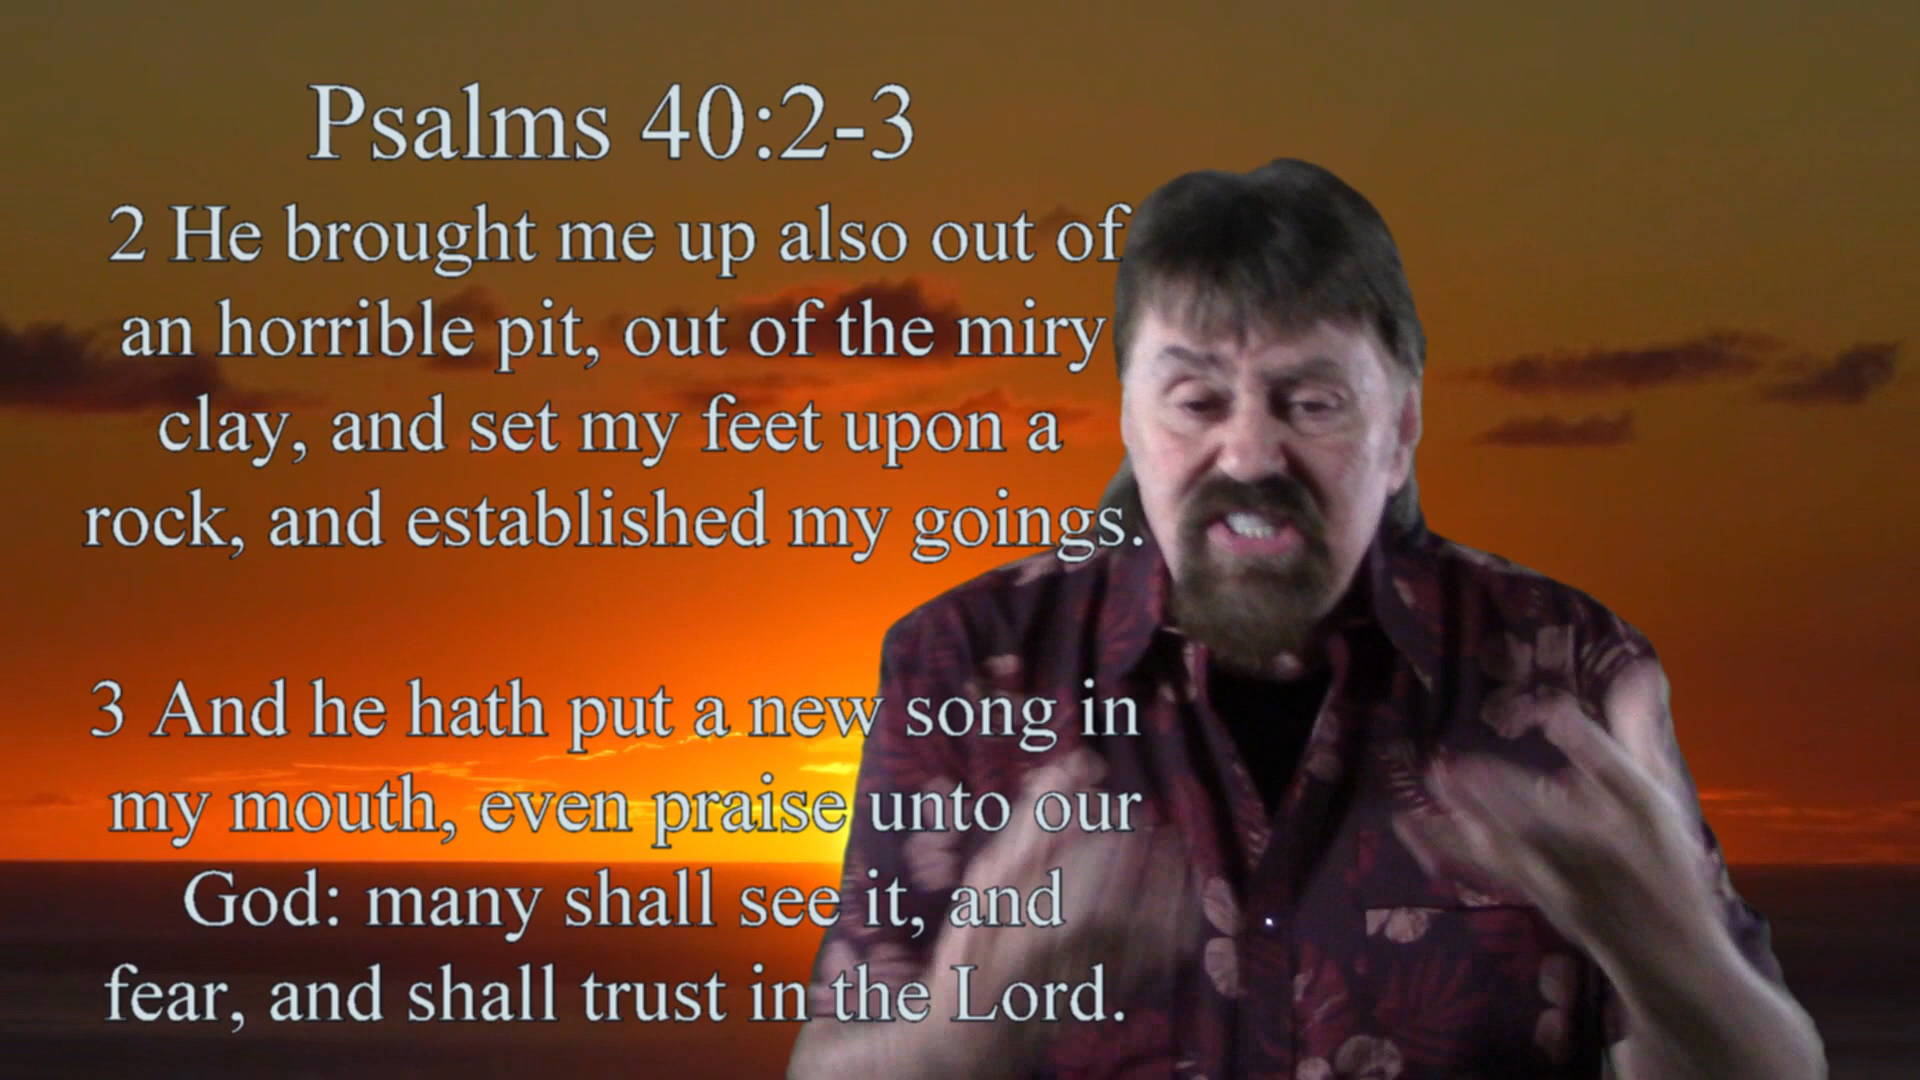 Psalms 40:2-3
2 He brought me up also out of
an horrible pit, out of the miry
clay, and set my feet upon a
rock, and established my goings.
3 And he hath put a new song in
my mouth, even praise unto our
God: many shall see it, and
fear, and shall trust in the Lord.